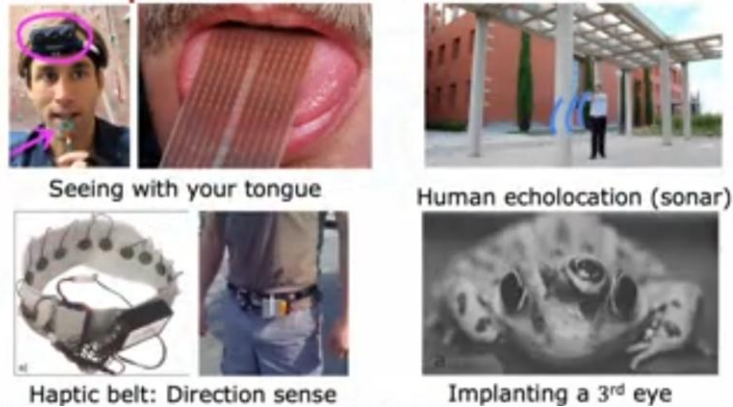 Seeing with your tongue
Human echolocation (sonar)
Haptic belt: Direction sense
Implanting a 3rd eye